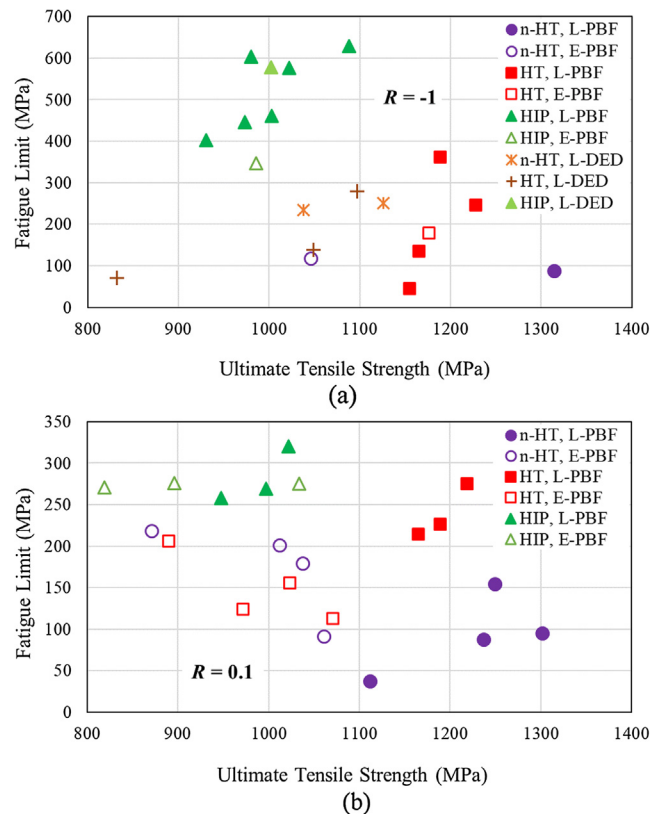 700
600
500
400
300
200
100
0
Fatigue Limit (MPa)
R = -1
n-HT, L-PBF
n-HT, E-PBF
HT, L-PBF
HT, E-PBF
HIP, L-PBF
HIP, E-PBF
n-HT, L-DED
HT, L-DED
HIP, L-DED
800 900 1000 1100 1200 1300 1400
Ultimate Tensile Strength (MPa)
(a)
350
300
250
200
150
100
50
0
Fatigue Limit (MPa)
n-HT, L-PBF
n-HT, E-PBF
HT, L-PBF
HT, E-PBF
HIP, L-PBF
HIP, E-PBF
R = 0.1
800 900 1000 1100 1200 1300 1400
Ultimate Tensile Strength (MPa)
(b)